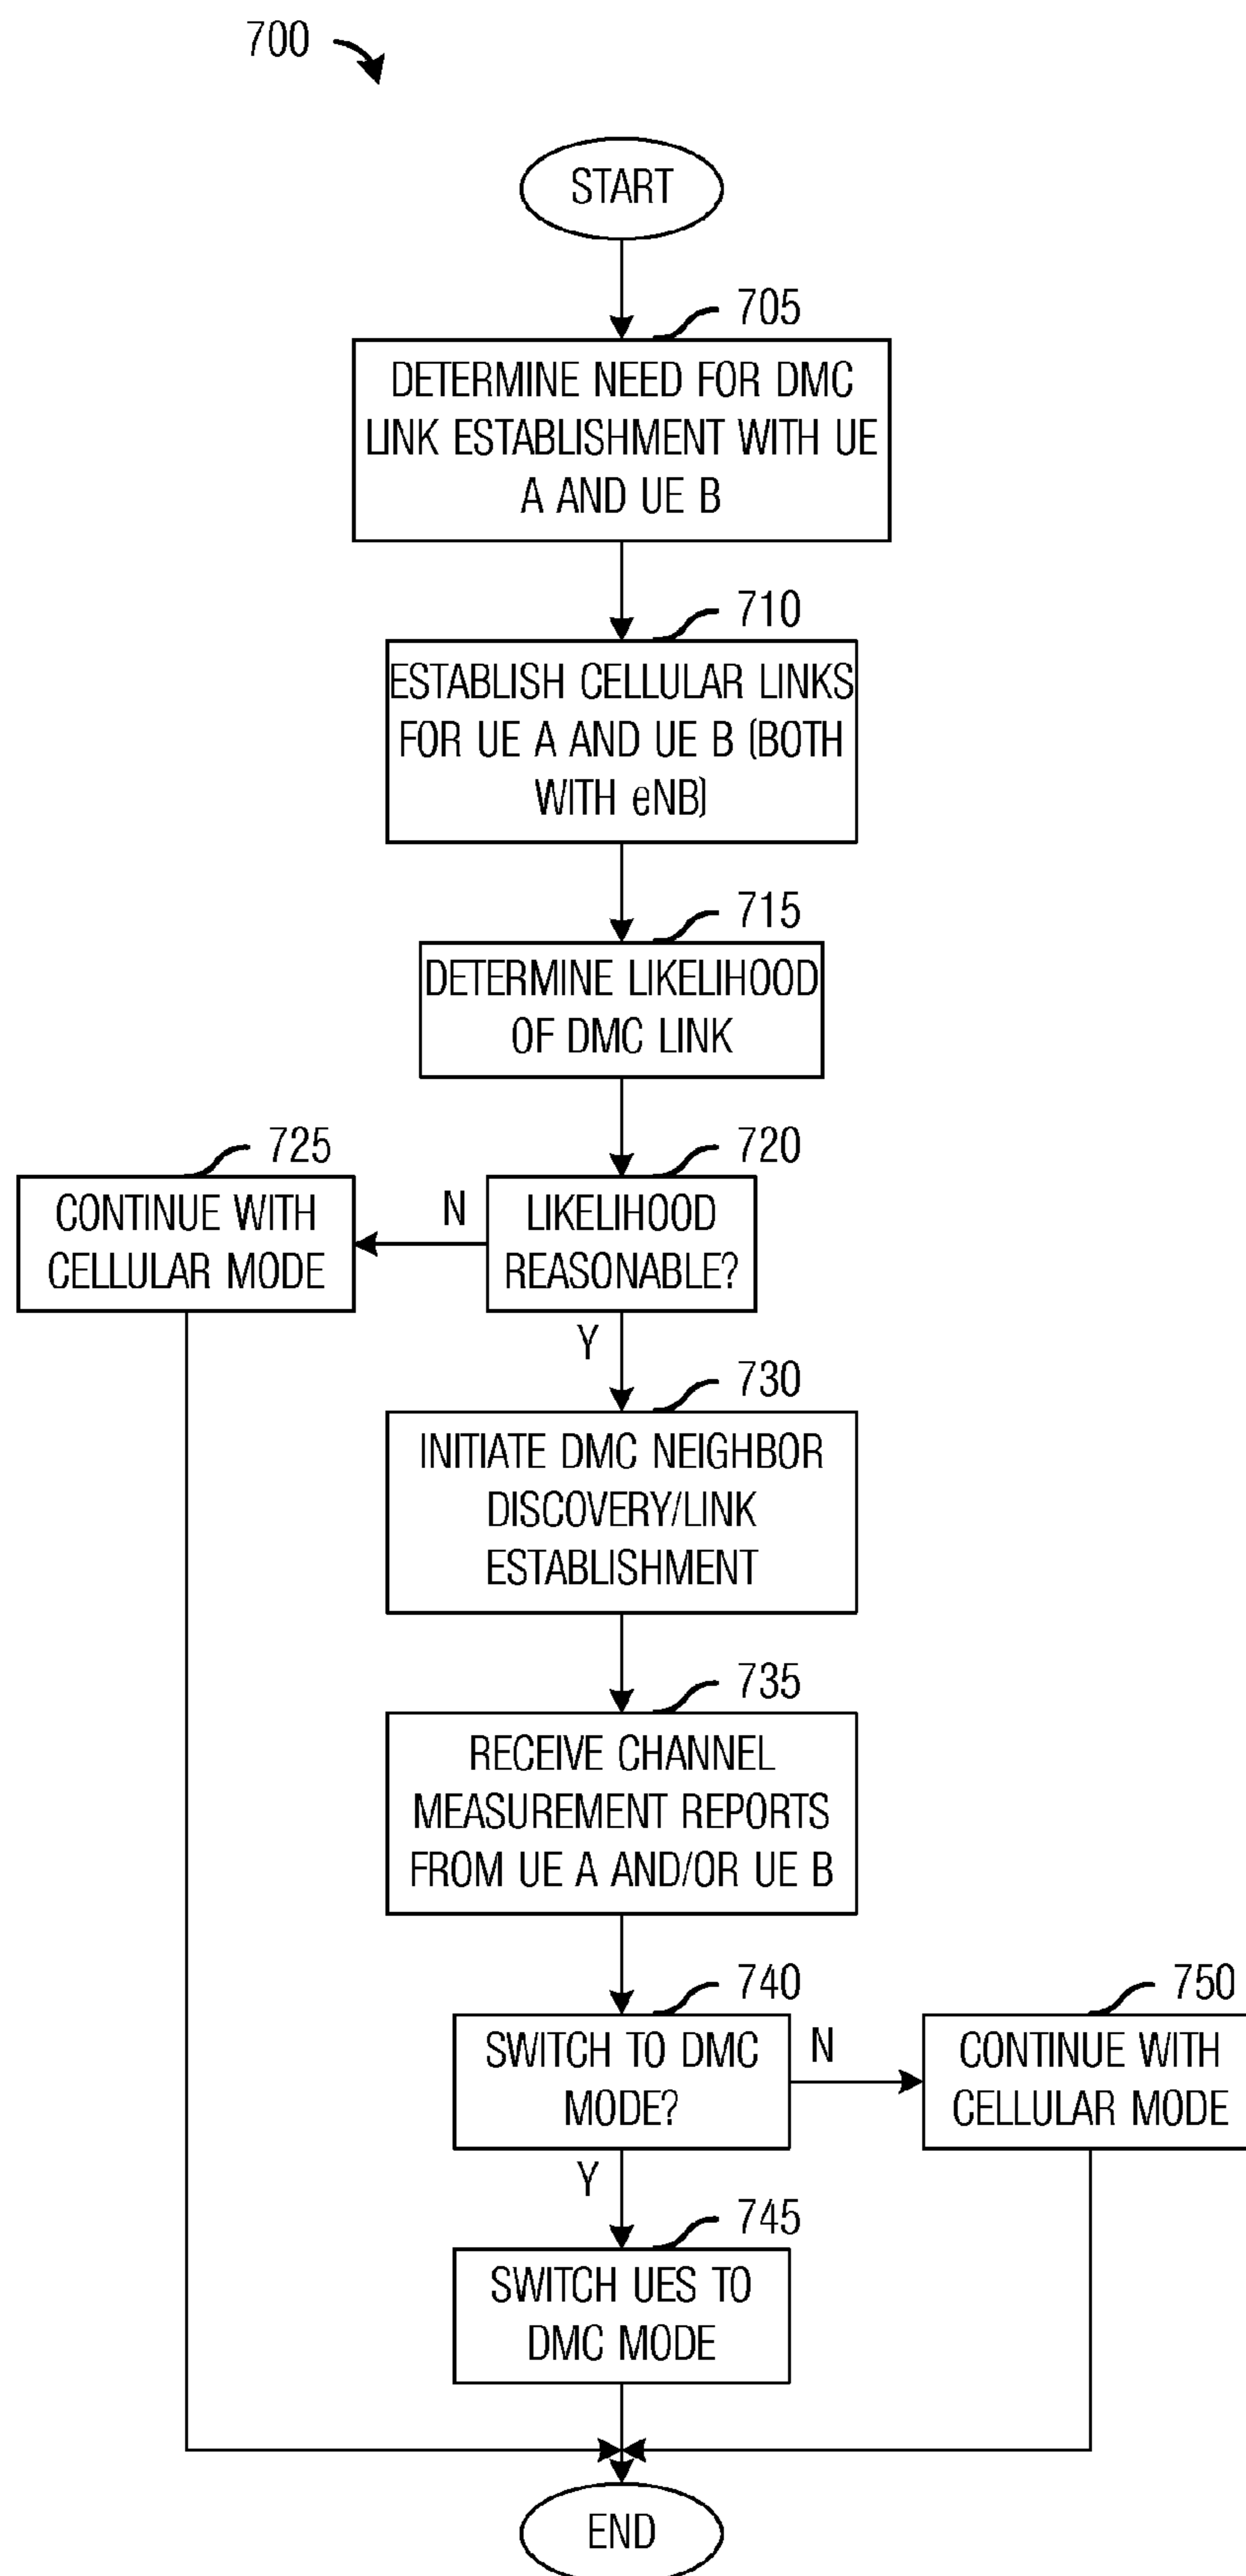 700
START
705
DETERMINE NEED FOR DMC
LINK ESTABLISHMENT WITH UE
A AND UE B
710
ESTABLISH CELLULAR LINKS
FOR UE A AND UE B (BOTH
WITH eNB)
715
DETERMINE LIKELIHOOD
OF DMC LINK
725
CONTINUE WITH
CELLULAR MODE
N
720
LIKELIHOOD
REASONABLE?
Y
730
INITIATE DMC NEIGHBOR
DISCOVERY/LINK
ESTABLISHMENT
735
RECEIVE CHANNEL
MEASUREMENT REPORTS
FROM UE A AND/OR UE B
740
SWITCH TO DMC
MODE?
N
750
CONTINUE WITH
CELLULAR MODE
Y
745
SWITCH UES TO
DMC MODE
END